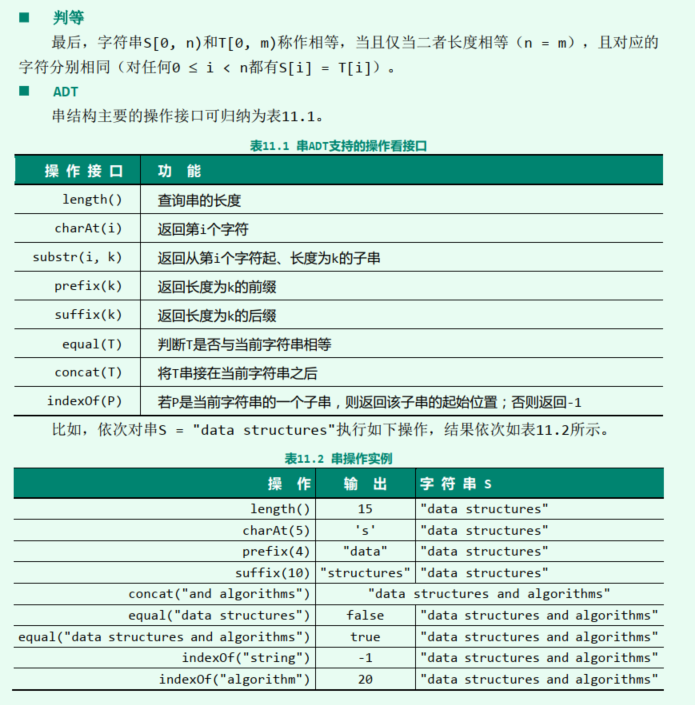 ■ 判等
最后，字符串S[0, n)和T[0, m)称作相等，当且仅当二者长度相等（n = m），且对应的
字符分别相同（对任何0 ≤ i < n都有S[i] = T[i]）。
■ ADT
串结构主要的操作接口可归纳为表11.1。
表11.1 串ADT支持的操作看接口
操 作 接 口 功 能
length() 查询串的长度
charAt(i) 返回第i个字符
substr(i, k) 返回从第i个字符起、长度为k的子串
prefix(k) 返回长度为k的前缀
suffix(k) 返回长度为k的后缀
equal(T) 判断T是否与当前字符串相等
concat(T) 将T串接在当前字符串之后
indexOf(P) 若P是当前字符串的一个子串，则返回该子串的起始位置；否则返回-1
比如，依次对串S = "data structures"执行如下操作，结果依次如表11.2所示。
表11.2 串操作实例
操 作 输 出 字 符 串 S
length() 15 "data structures"
charAt(5) 's' "data structures"
prefix(4) "data" "data structures"
suffix(10) "structures" "data structures"
concat("and algorithms") "data structures and algorithms"
equal("data structures") false "data structures and algorithms"
equal("data structures and algorithms") true "data structures and algorithms"
indexOf("string") -1 "data structures and algorithms"
indexOf("algorithm") 20 "data structures and algorithms"